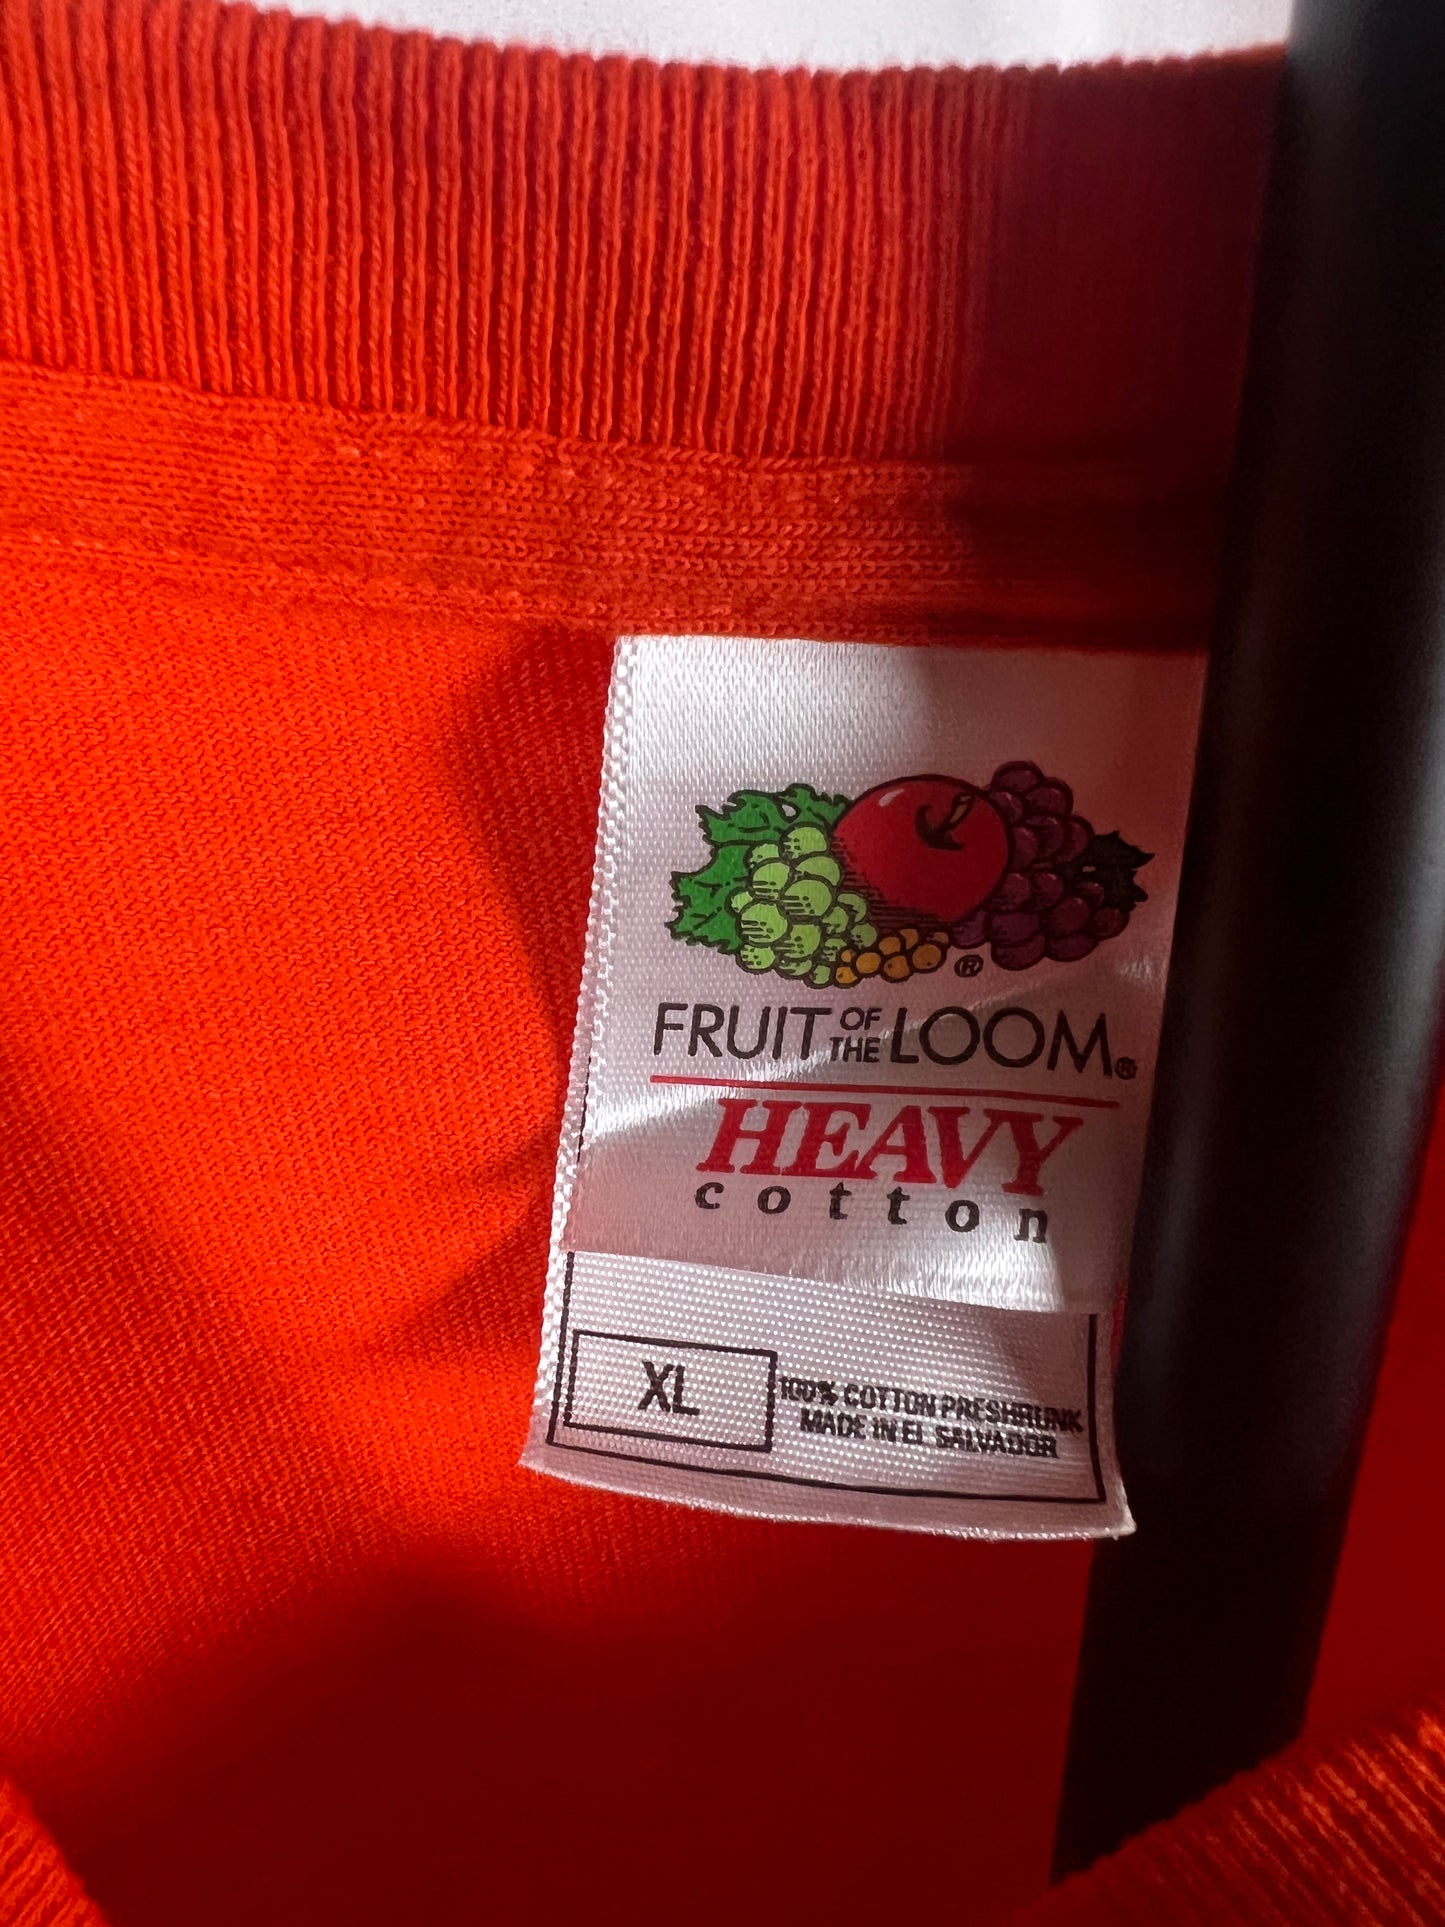 ®
FRUIT OF THE LOOM®
HEAVY
cotton
XL
100% COTTON PRESHRUNK
MADE IN EL SALVADOR